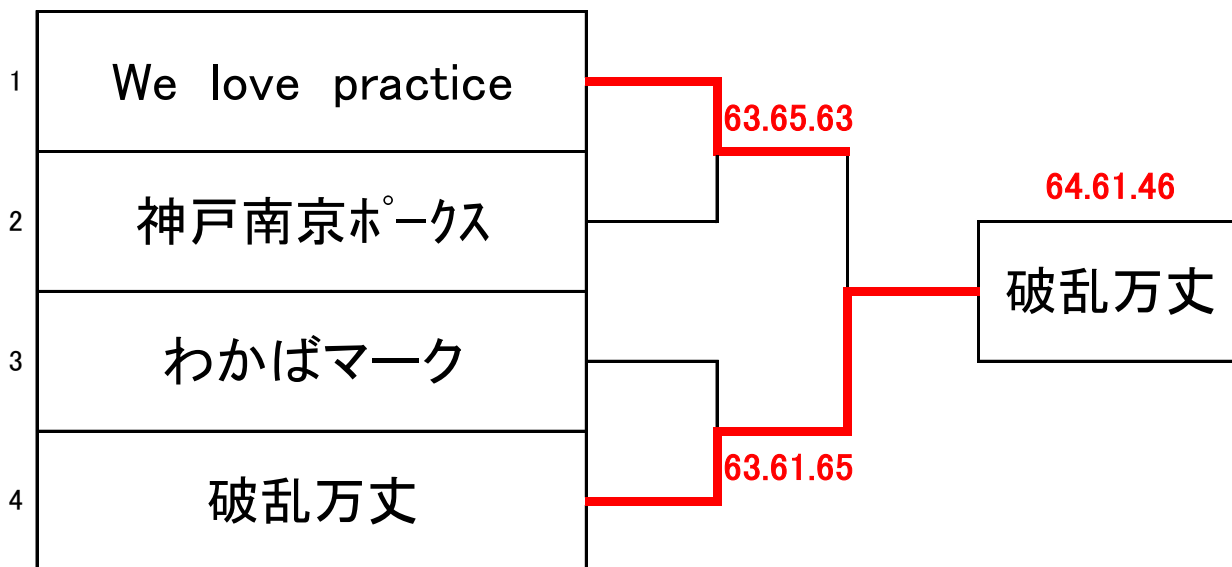 1 We love practice
63.65.63
2 神戸南京ﾎﾟｰｸｽ
64.61.46
破乱万丈
3 わかばマーク
63.61.65
4 破乱万丈